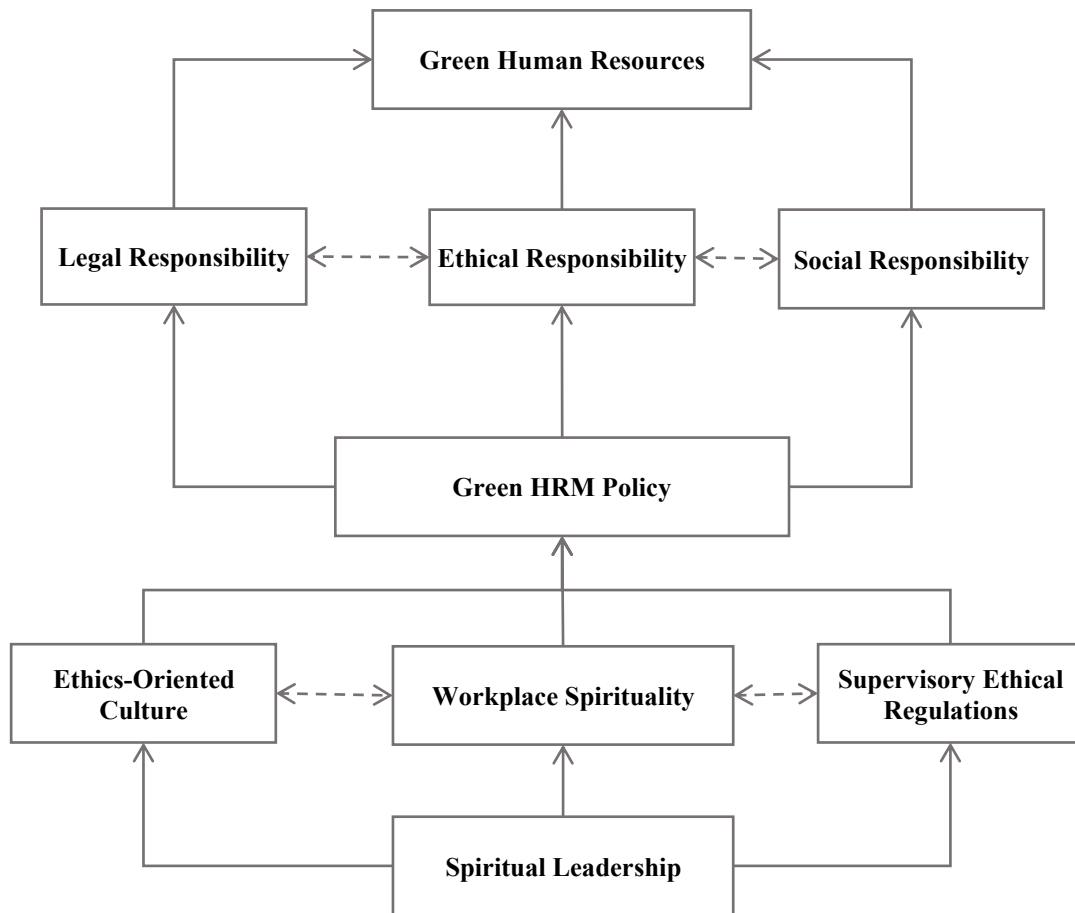 Green Human Resources
Legal Responsibility
Ethical Responsibility
Social Responsibility
Green HRM Policy
Ethics-Oriented
Culture
Workplace Spirituality
Supervisory Ethical
Regulations
Spiritual Leadership